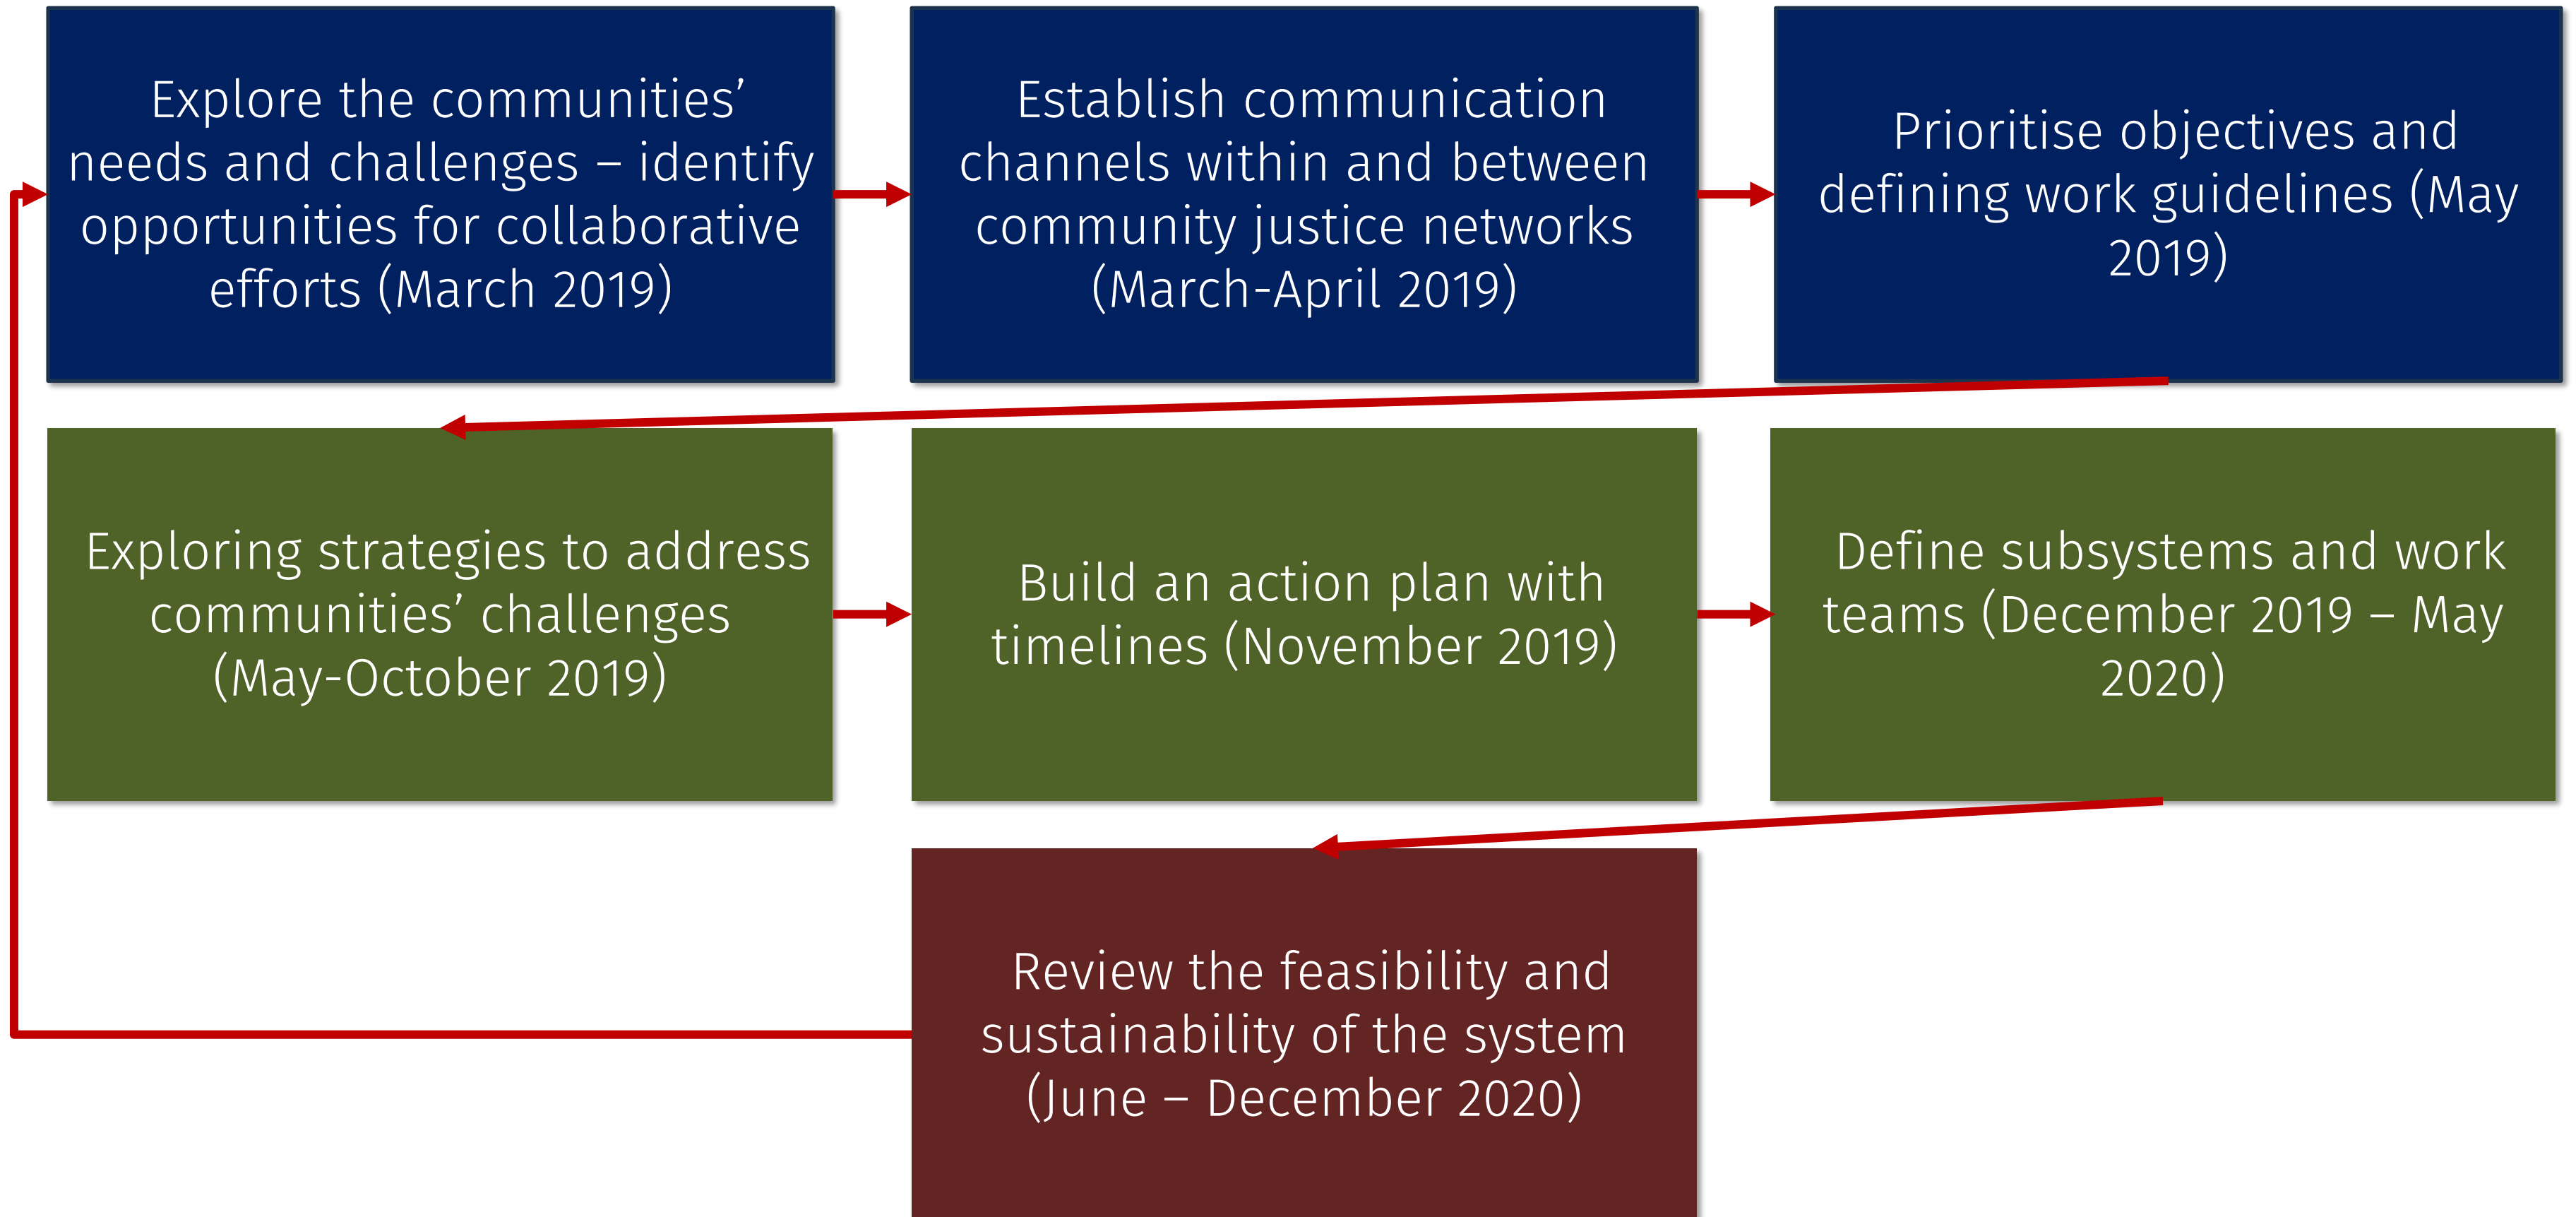 Explore the communities’
needs and challenges – identify
opportunities for collaborative
efforts (March 2019)
Establish communication
channels within and between
community justice networks
(March-April 2019)
Prioritise objectives and
defining work guidelines (May
2019)
Exploring strategies to address
communities’ challenges
(May-October 2019)
Build an action plan with
timelines (November 2019)
Define subsystems and work
teams (December 2019 – May
2020)
Review the feasibility and
sustainability of the system
(June – December 2020)